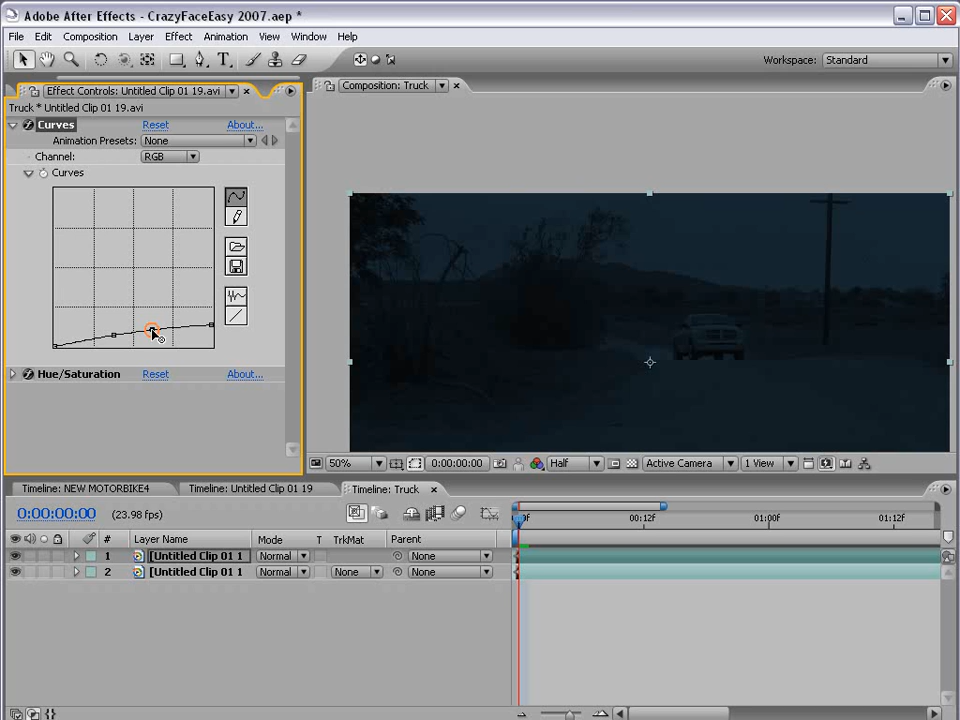 Adobe After Effects - CrazyFaceEasy 2007.aep *
File Edit Composition Layer Effect Animation View Window Help
Workspace: Standard
Effect Controls: Untitled Clip 01 19.avi
Composition: Truck
Truck * Untitled Clip 01 19.avi
Curves Reset About...
Animation Presets: None
Channel: RGB
Curves
Hue/Saturation Reset About...
50% 0:00:00:00 Half Active Camera 1 View
Timeline: NEW MOTORBIKE4 Timeline: Untitled Clip 01 19 Timeline: Truck
0:00:00:00 (23.98 fps)
00:12f 01:00f 01:12f
# Layer Name Mode T TrkMat Parent
1 [Untitled Clip 01 1 Normal None
2 [Untitled Clip 01 1 Normal None None